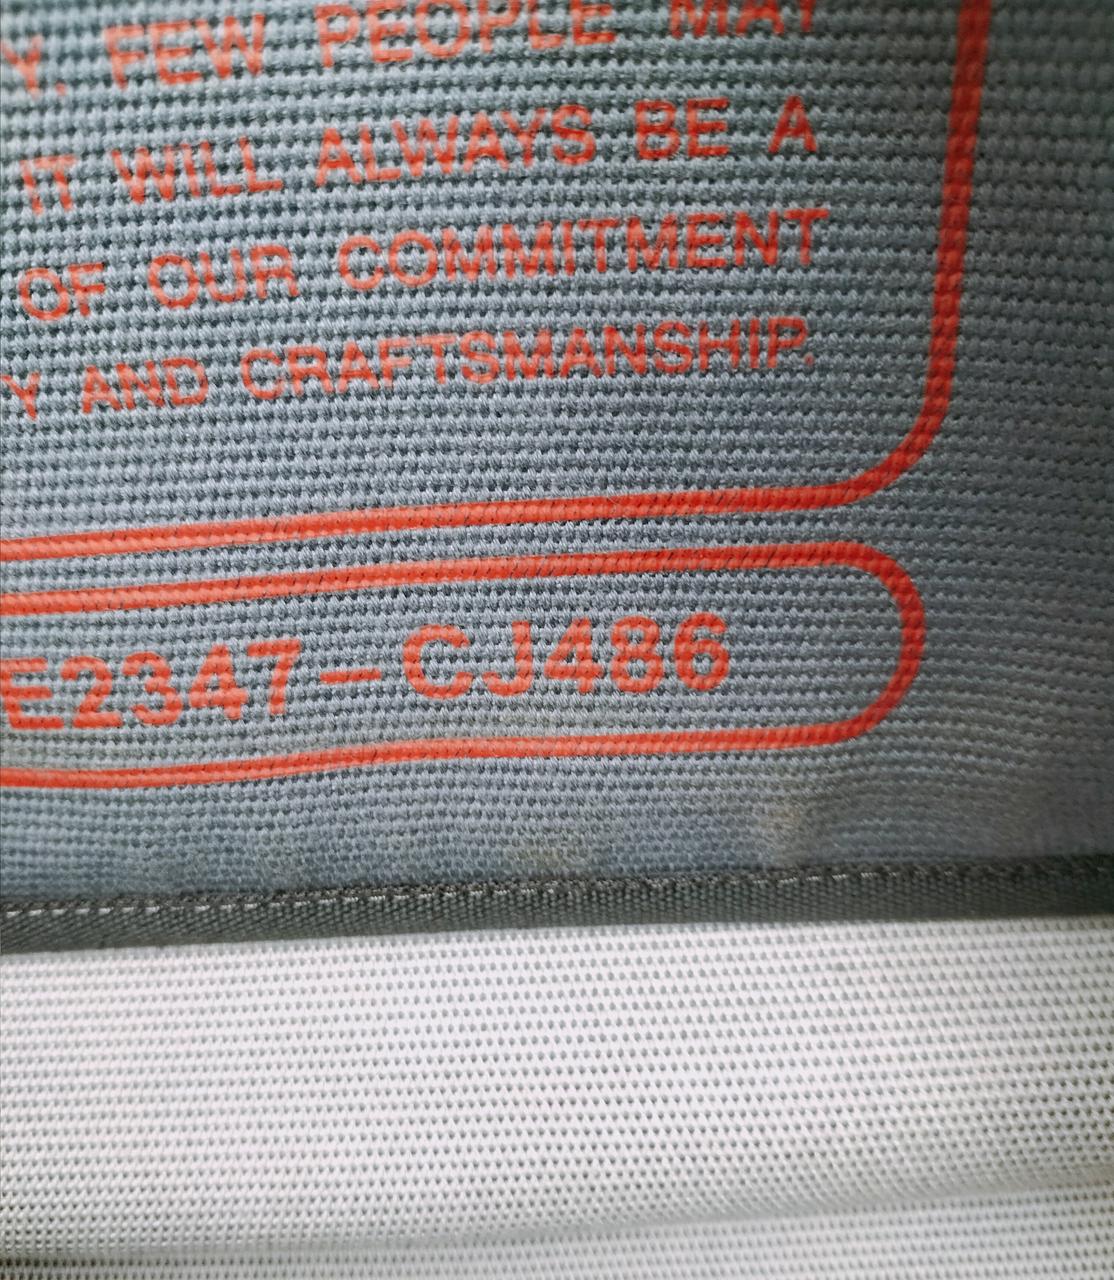 Y. FEW PEOPLE MAY
IT WILL ALWAYS BE A
OF OUR COMMITMENT
Y AND CRAFTSMANSHIP.
E2347-CJ486